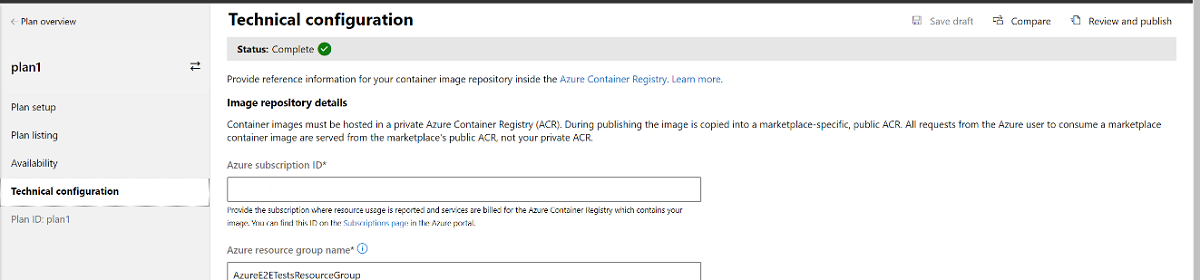 Plan overview
Technical configuration
Save draft
Compare
Review and publish
Status: Complete
plan1
Provide reference information for your container image repository inside the Azure Container Registry. Learn more.
Image repository details
Plan setup
Container images must be hosted in a private Azure Container Registry (ACR). During publishing the image is copied into a marketplace-specific, public ACR. All requests from the Azure user to consume a marketplace
container image are served from the marketplace's public ACR, not your private ACR.
Plan listing
Availability
Azure subscription ID*
Technical configuration
Plan ID: plan1
Provide the subscription where resource usage is reported and services are billed for the Azure Container Registry which contains your
image. You can find this ID on the Subscriptions page in the Azure portal.
Azure resource group name*
AzureE2ETestsResourceGroup